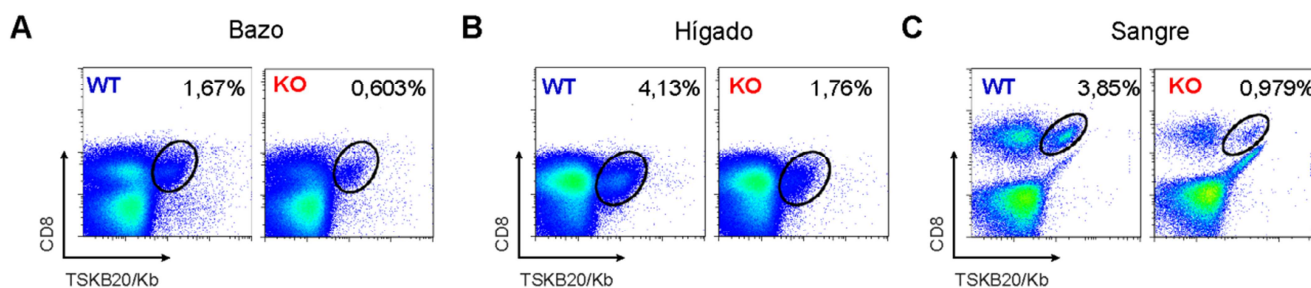 A
Bazo
WT
1,67%
KO
0,603%
CD8
TSKB20/Kb
B
Hígado
WT
4,13%
KO
1,76%
CD8
TSKB20/Kb
C
Sangre
WT
3,85%
KO
0,979%
CD8
TSKB20/Kb